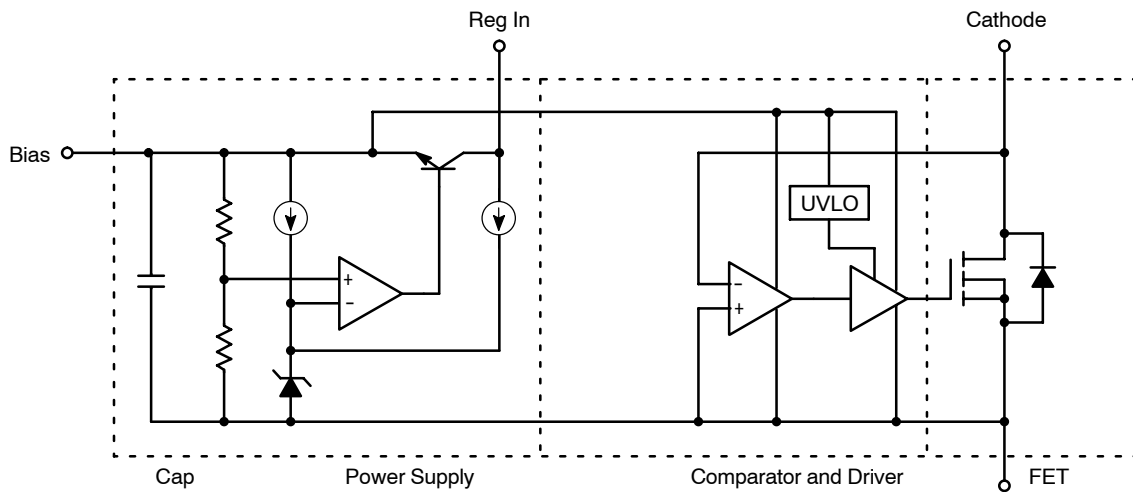 Reg In
Cathode
Bias
UVLO
+
−
−
+
Cap
Power Supply
Comparator and Driver
FET